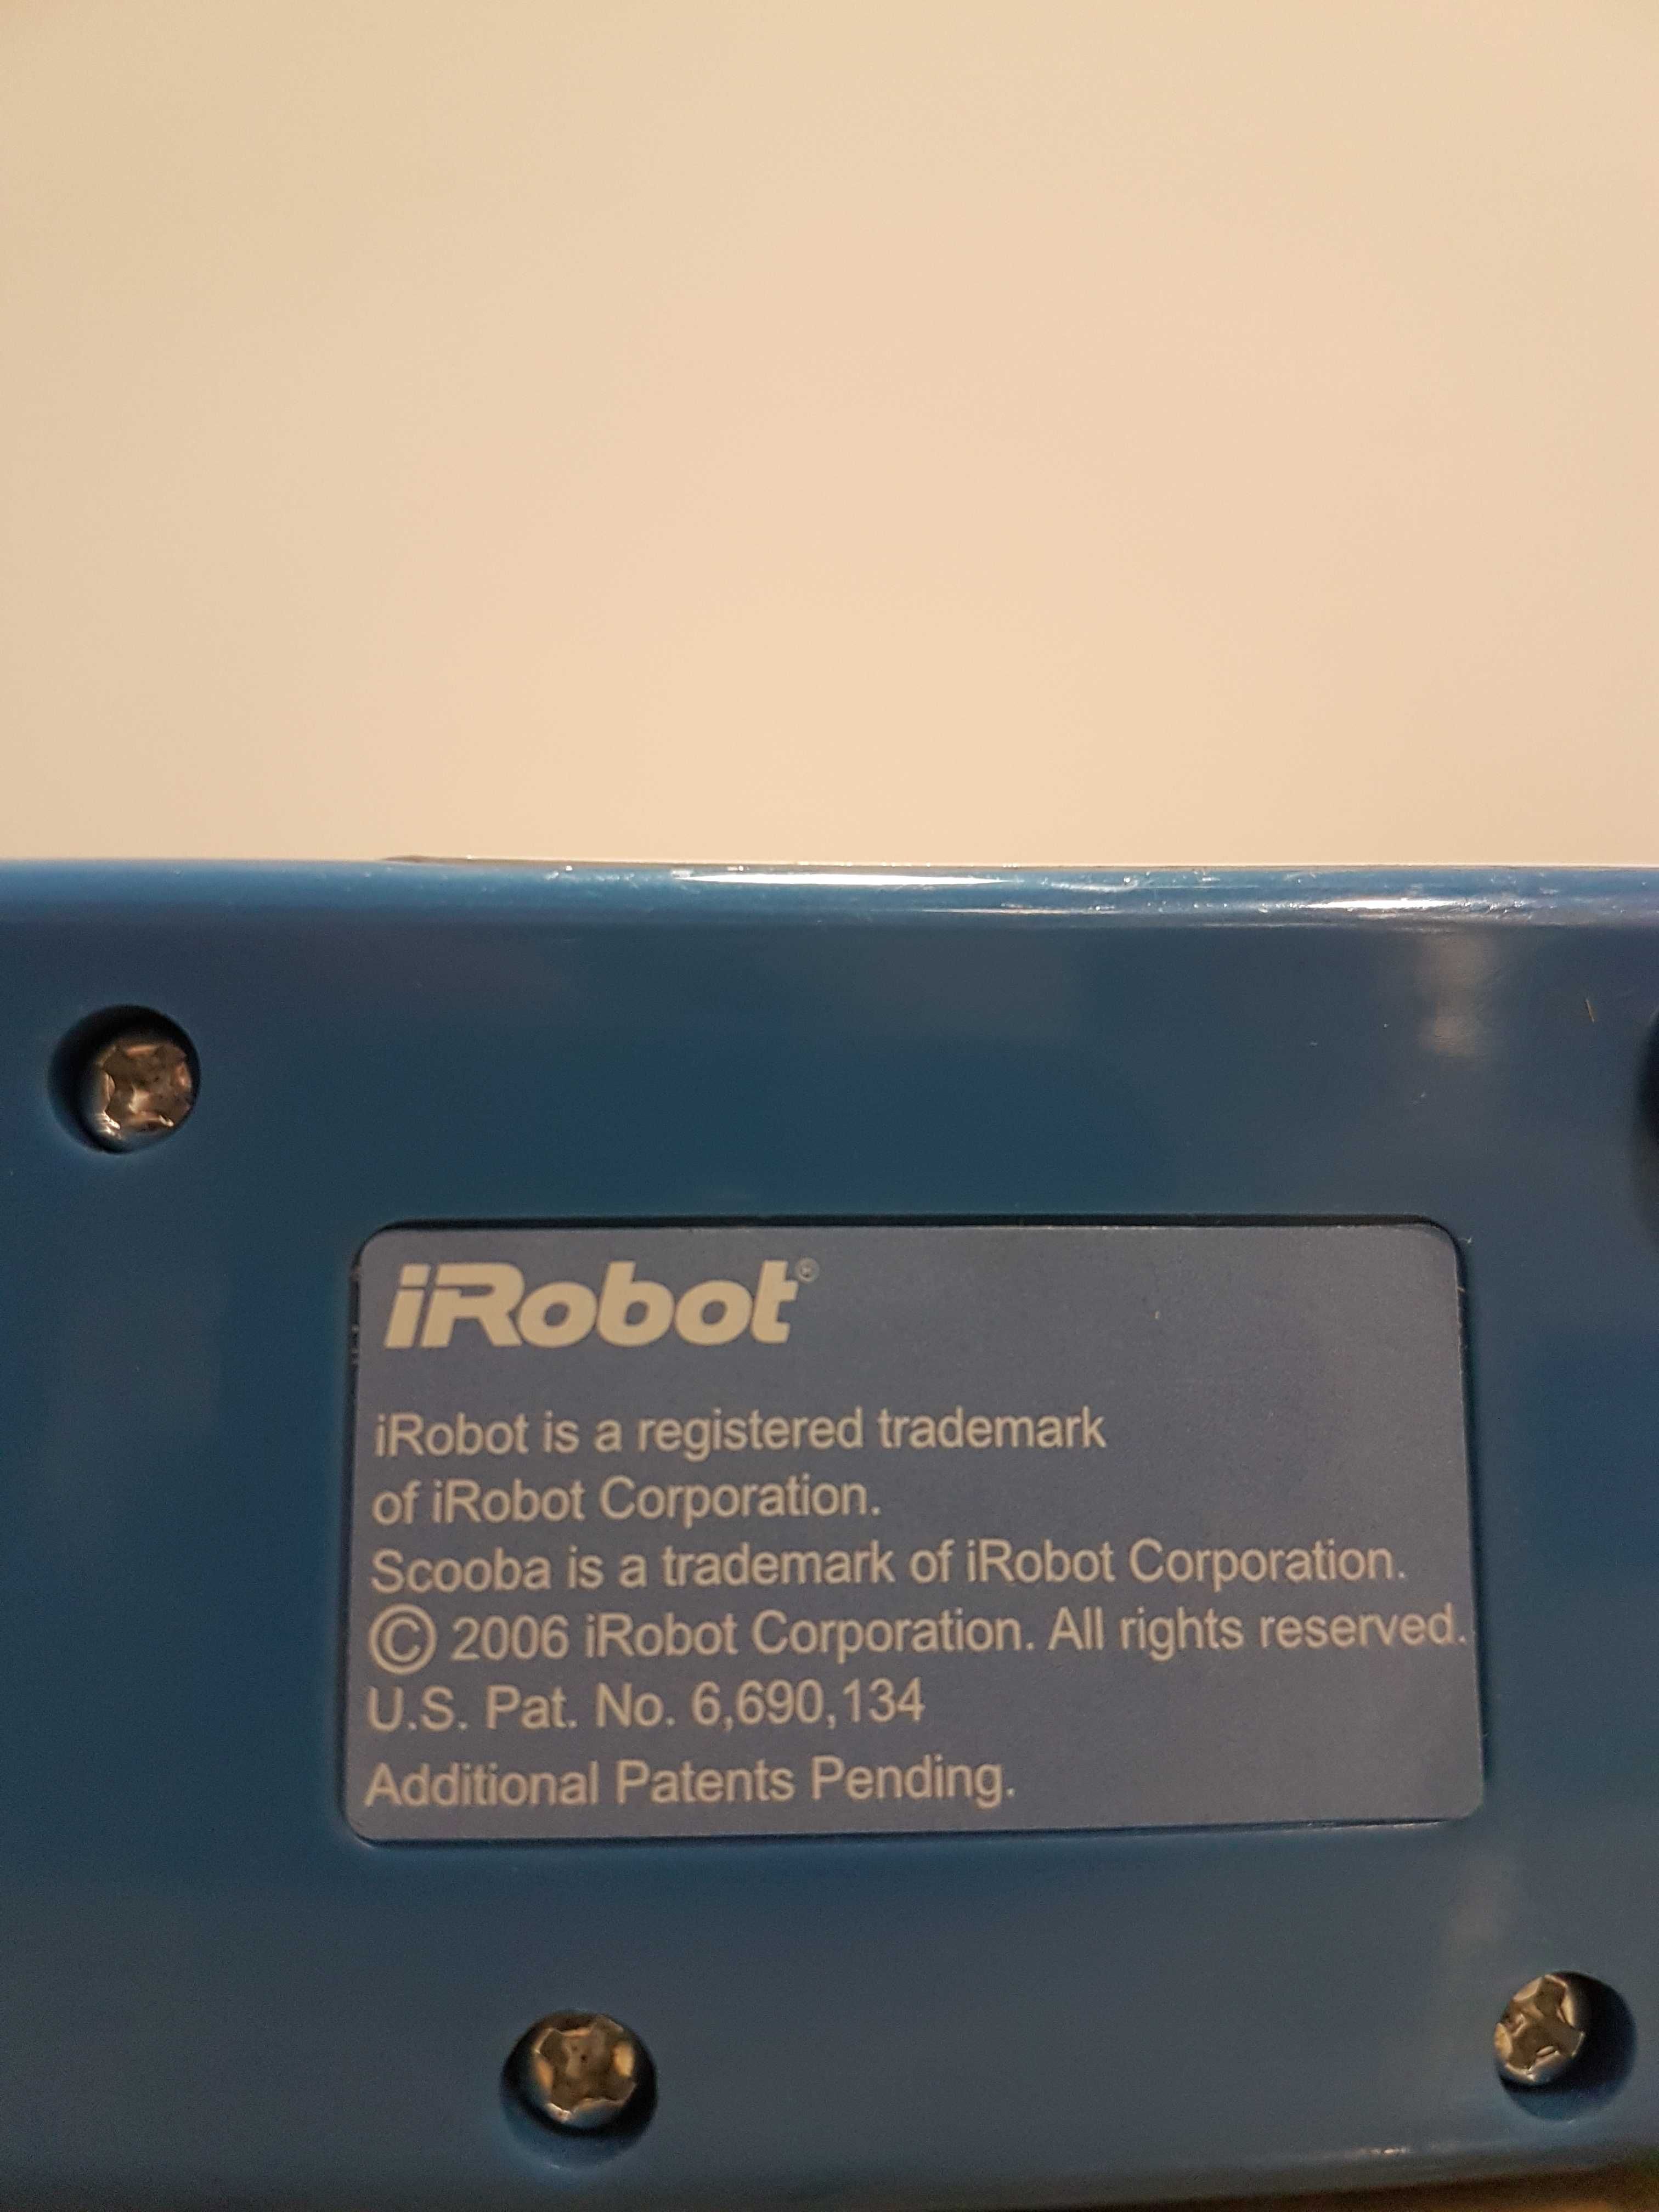 iRobot®
iRobot is a registered trademark
of iRobot Corporation.
Scooba is a trademark of iRobot Corporation.
© 2006 iRobot Corporation. All rights reserved.
U.S. Pat. No. 6,690,134
Additional Patents Pending.